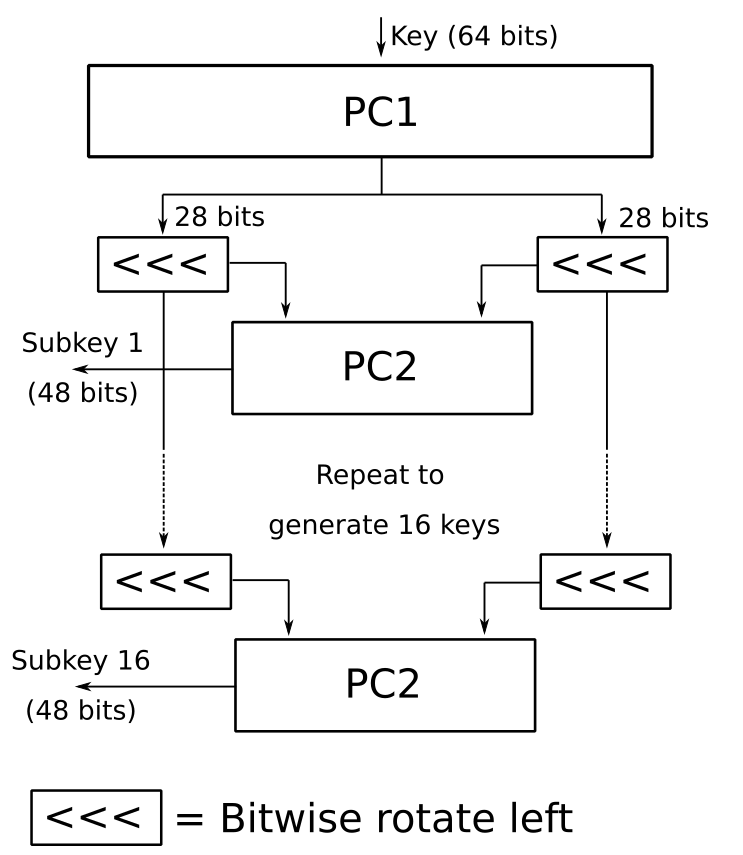 Key (64 bits)
PC1
28 bits
28 bits
<<<
<<<
Subkey 1
(48 bits)
PC2
Repeat to
generate 16 keys
<<<
<<<
Subkey 16
(48 bits)
PC2
<<< = Bitwise rotate left